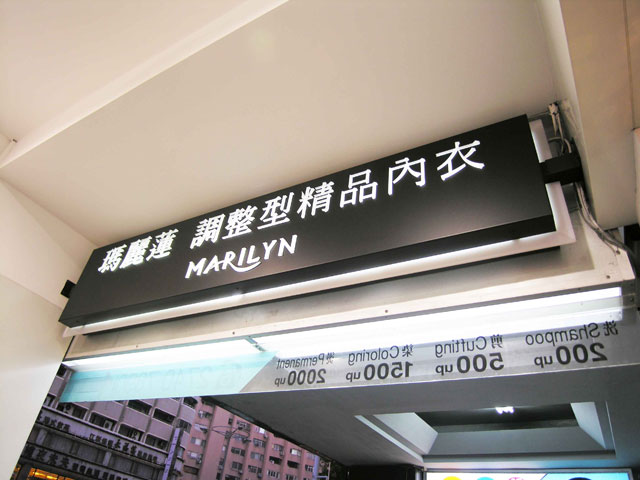 瑪麗蓮 調整型精品內衣
MARILYN
洗 Shampoo
200 up
剪 Cutting
500 up
染 Coloring
1500 up
燙 Permanent
2000 up